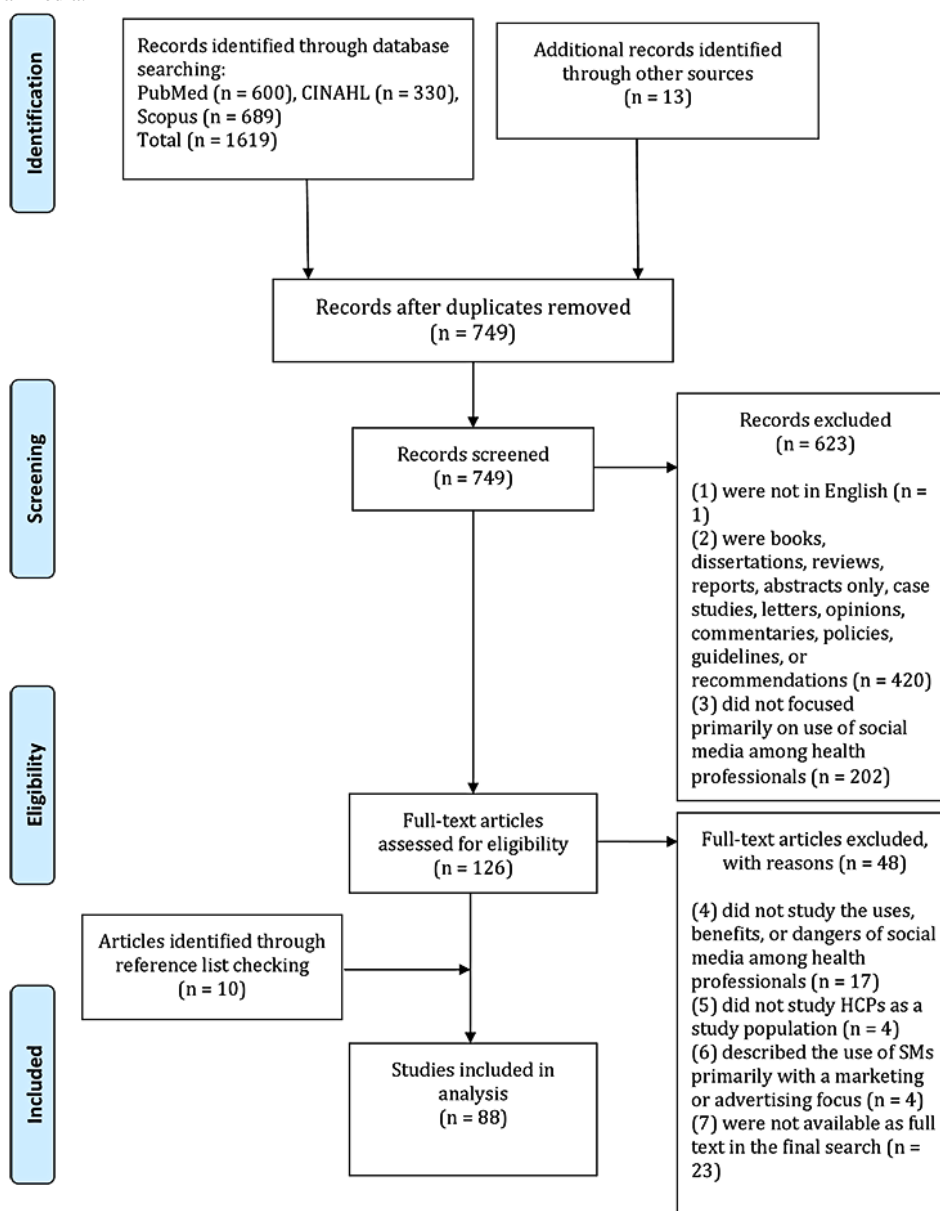 Identification
Records identified through database
searching:
PubMed (n = 600), CINAHL (n = 330),
Scopus (n = 689)
Total (n = 1619)
Additional records identified
through other sources
(n = 13)
Records after duplicates removed
(n = 749)
Screening
Records screened
(n = 749)
Records excluded
(n = 623)
(1) were not in English (n =
1)
(2) were books,
dissertations, reviews,
reports, abstracts only, case
studies, letters, opinions,
commentaries, policies,
guidelines, or
recommendations (n = 420)
(3) did not focused
primarily on use of social
media among health
professionals (n = 202)
Eligibility
Full-text articles
assessed for eligibility
(n = 126)
Full-text articles excluded,
with reasons (n = 48)
(4) did not study the uses,
benefits, or dangers of social
media among health
professionals (n = 17)
(5) did not study HCPs as a
study population (n = 4)
(6) described the use of SMs
primarily with a marketing
or advertising focus (n = 4)
(7) were not available as full
text in the final search (n =
23)
Articles identified through
reference list checking
(n = 10)
Included
Studies included in
analysis
(n = 88)